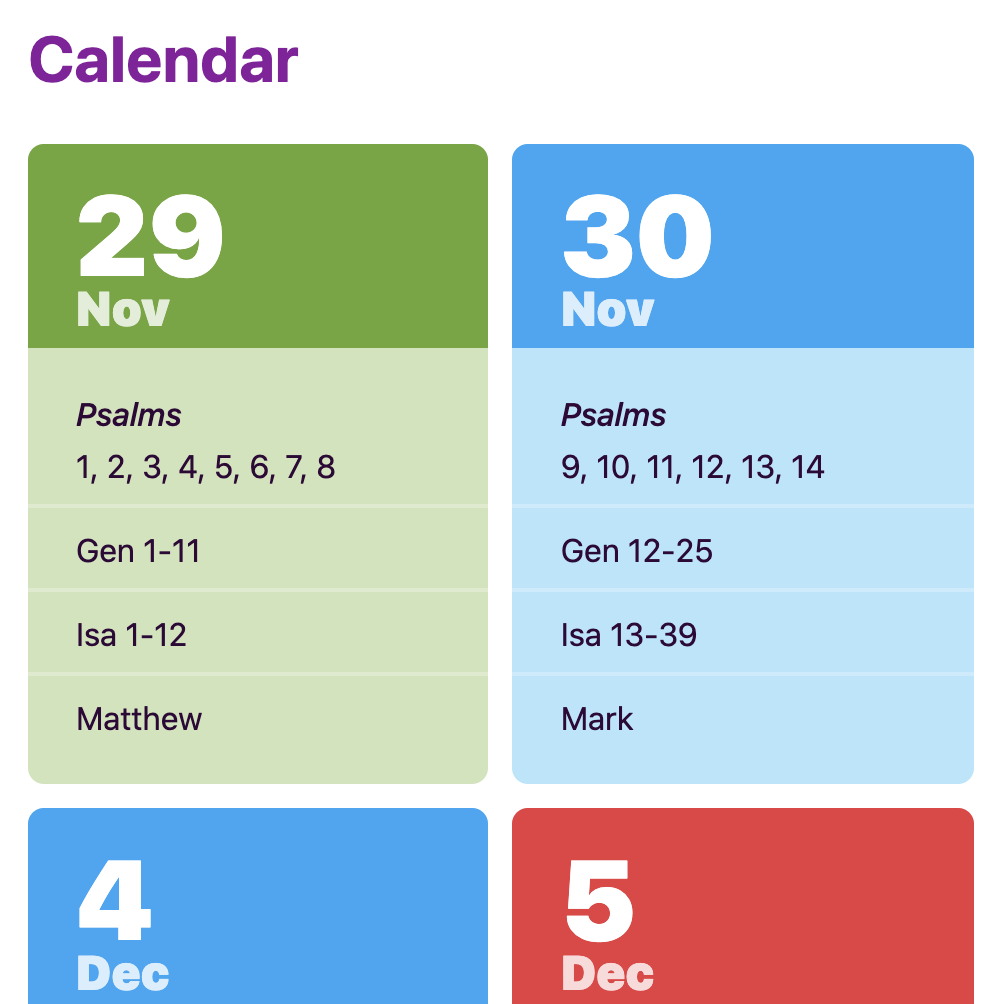 Calendar
29
Nov
Psalms
1, 2, 3, 4, 5, 6, 7, 8
Gen 1-11
Isa 1-12
Matthew
30
Nov
Psalms
9, 10, 11, 12, 13, 14
Gen 12-25
Isa 13-39
Mark
4
Dec
5
Dec